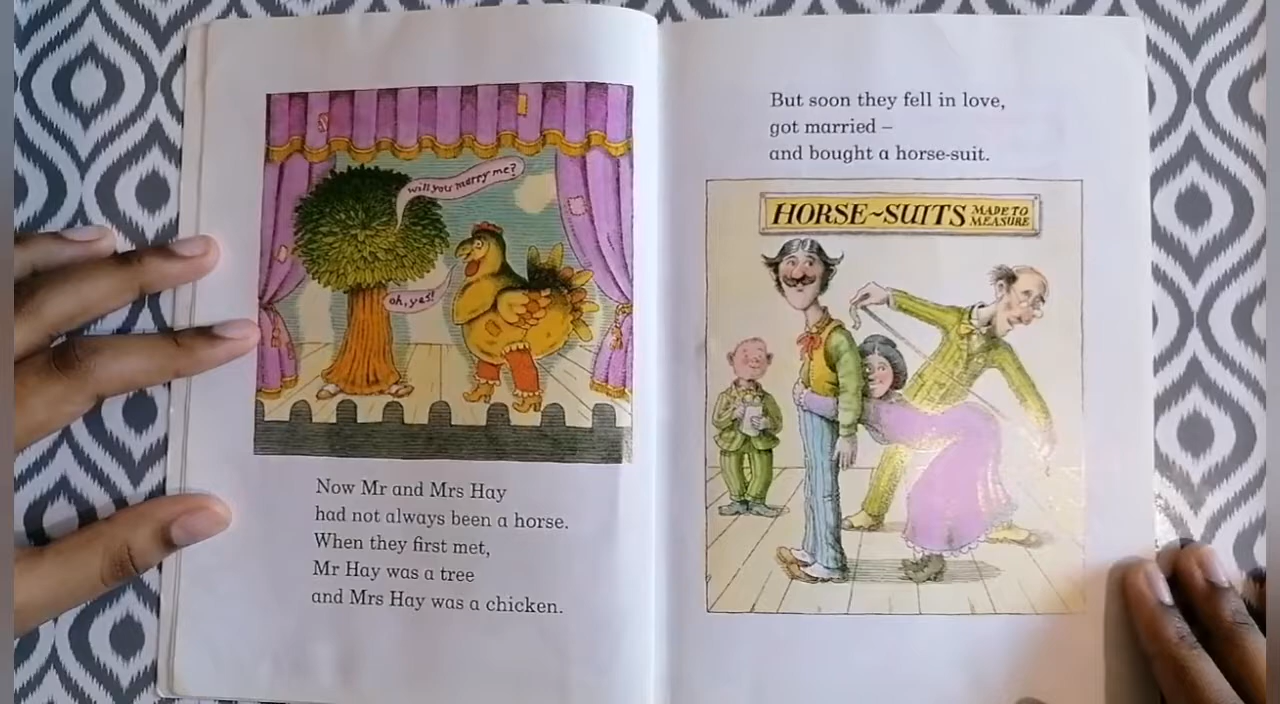 will you marry me?
oh, yes!
Now Mr and Mrs Hay
had not always been a horse.
When they first met,
Mr Hay was a tree
and Mrs Hay was a chicken.
But soon they fell in love,
got married –
and bought a horse-suit.
HORSE~SUITS MADE TO
MEASURE